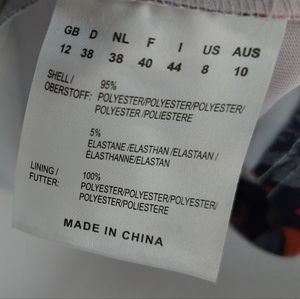 GB D NL F I US AUS
12 38 38 40 44 8 10
SHELL / 95%
OBERSTOFF: POLYESTER/POLYESTER/POLYESTER/
POLYESTER /POLIESTERE
5%
ELASTANE/ELASTHAN/ELASTAAN/
ÉLASTHANNE/ELASTAN
LINING / 100%
FUTTER: POLYESTER/POLYESTER/POLYESTER/
POLYESTER/POLIESTERE
MADE IN CHINA